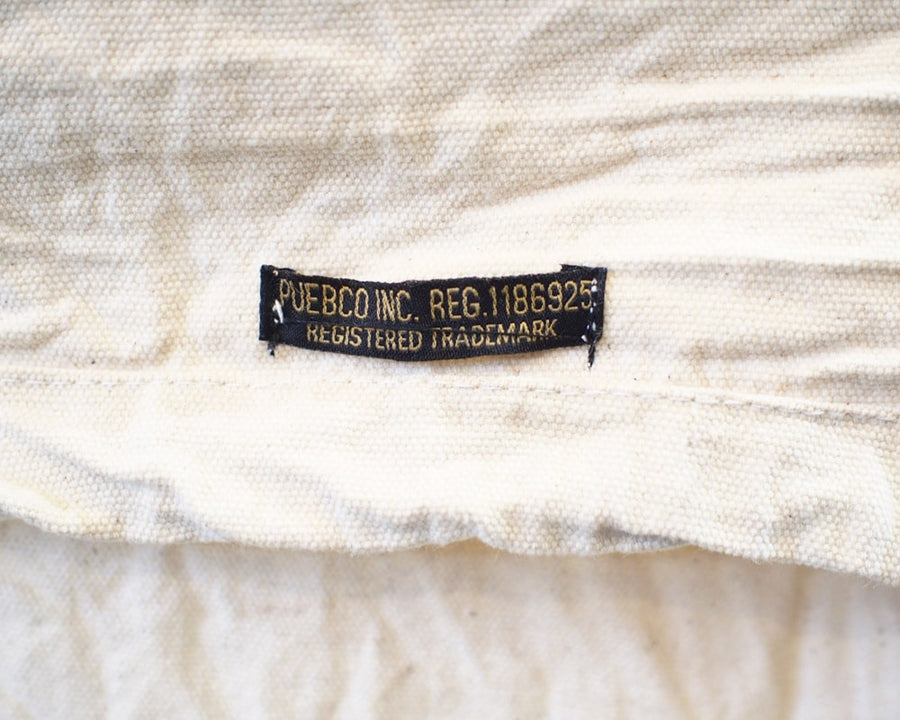 PUEBCO INC. REG.1186925
REGISTERED TRADEMARK